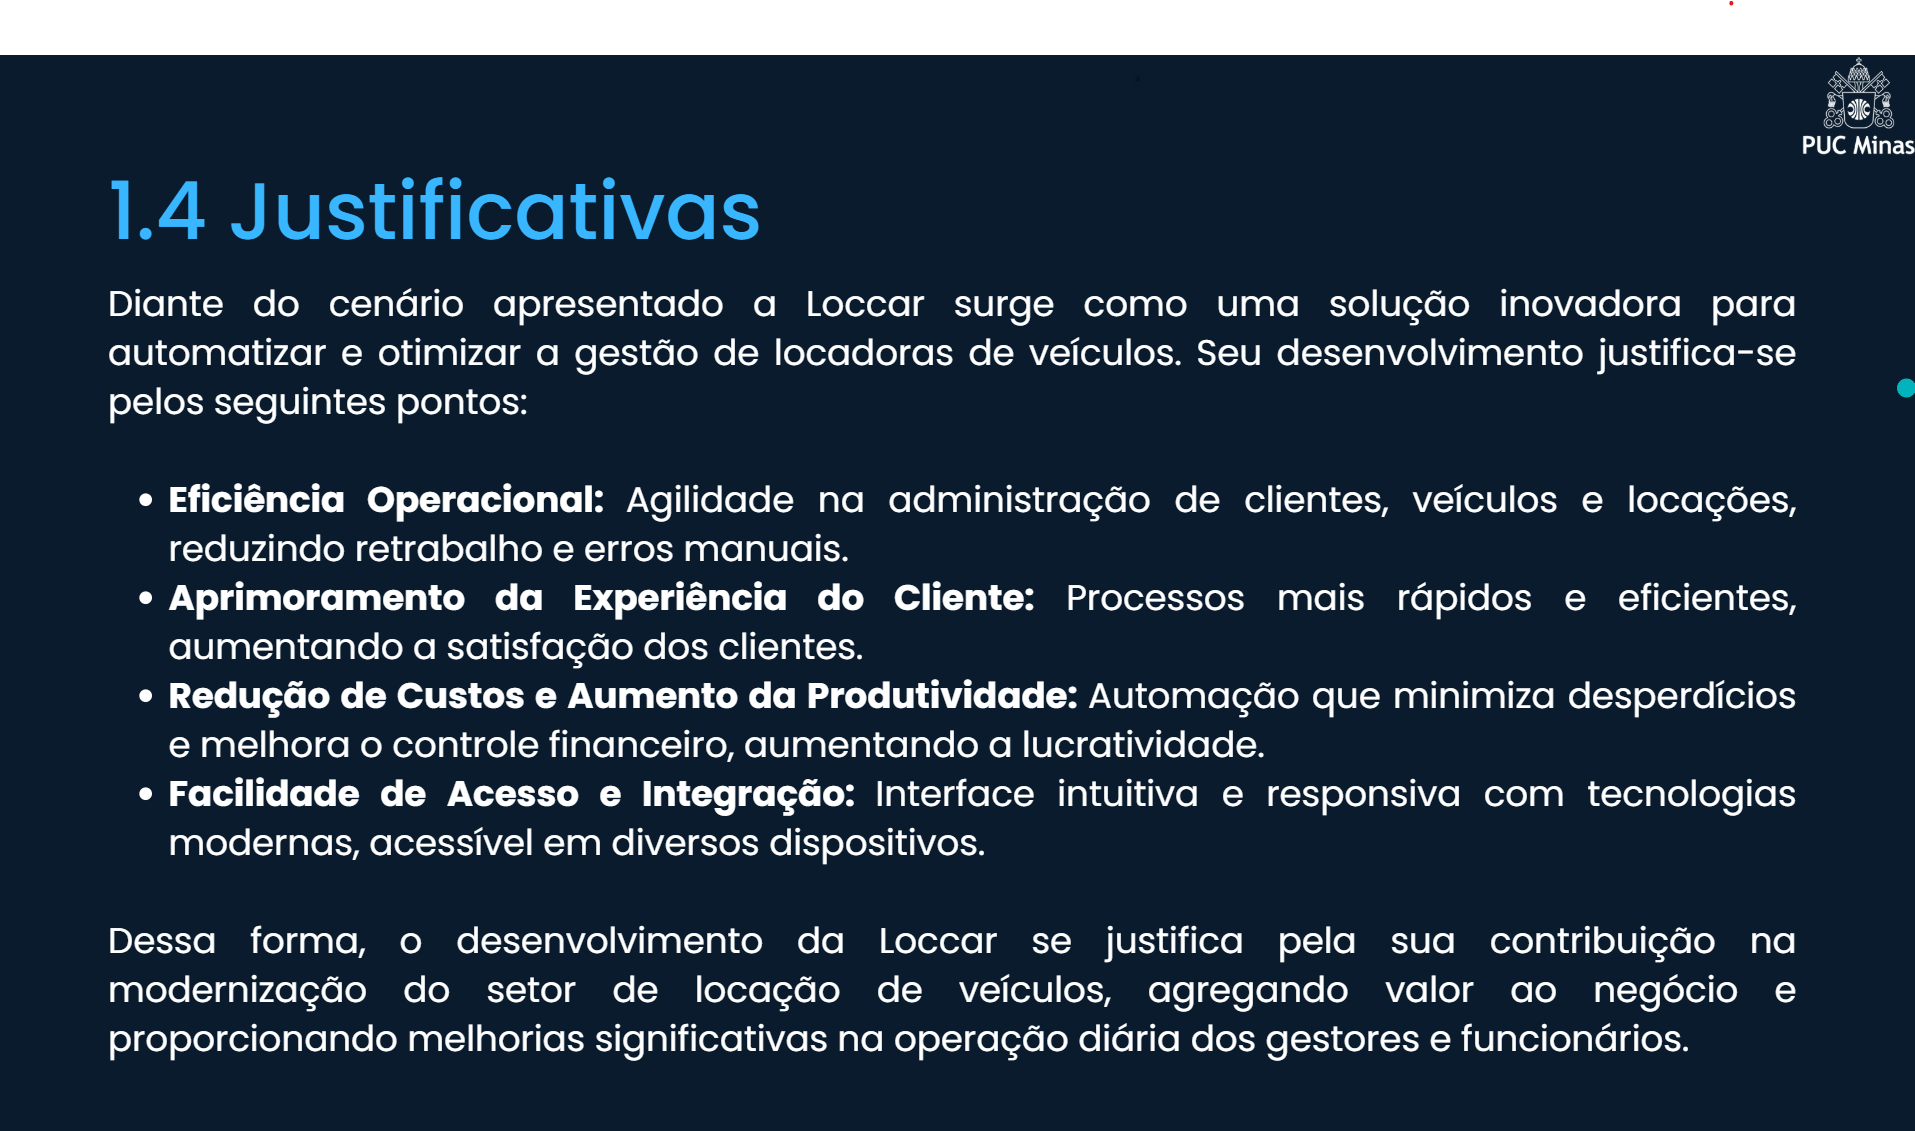 PUC Minas
1.4 Justificativas
Diante do cenário apresentado a Loccar surge como uma solução inovadora para
automatizar e otimizar a gestão de locadoras de veículos. Seu desenvolvimento justifica-se
pelos seguintes pontos:
• Eficiência Operacional: Agilidade na administração de clientes, veículos e locações,
reduzindo retrabalho e erros manuais.
• Aprimoramento da Experiência do Cliente: Processos mais rápidos e eficientes,
aumentando a satisfação dos clientes.
• Redução de Custos e Aumento da Produtividade: Automação que minimiza desperdícios
e melhora o controle financeiro, aumentando a lucratividade.
• Facilidade de Acesso e Integração: Interface intuitiva e responsiva com tecnologias
modernas, acessível em diversos dispositivos.
Dessa forma, o desenvolvimento da Loccar se justifica pela sua contribuição na
modernização do setor de locação de veículos, agregando valor ao negócio e
proporcionando melhorias significativas na operação diária dos gestores e funcionários.